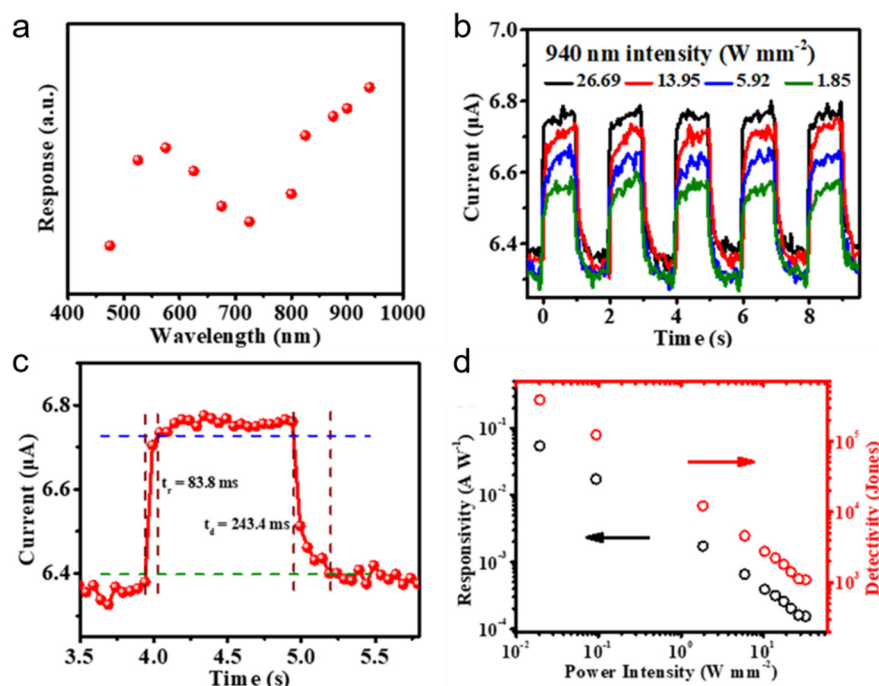 a
Response (a.u.)
400 500 600 700 800 900 1000
Wavelength (nm)
b
7.0
6.8
6.6
6.4
Current (µA)
940 nm intensity (W mm⁻²)
26.69 13.95 5.92 1.85
0 2 4 6 8
Time (s)
c
6.8
6.6
6.4
Current (µA)
tᵣ = 83.8 ms
t_d = 243.4 ms
3.5 4.0 4.5 5.0 5.5
Time (s)
d
10⁻¹
10⁻²
10⁻³
10⁻⁴
Responsivity (A W⁻¹)
10⁵
10⁴
10³
Detectivity (Jones)
10⁻² 10⁻¹ 10⁰ 10¹
Power Intensity (W mm⁻²)